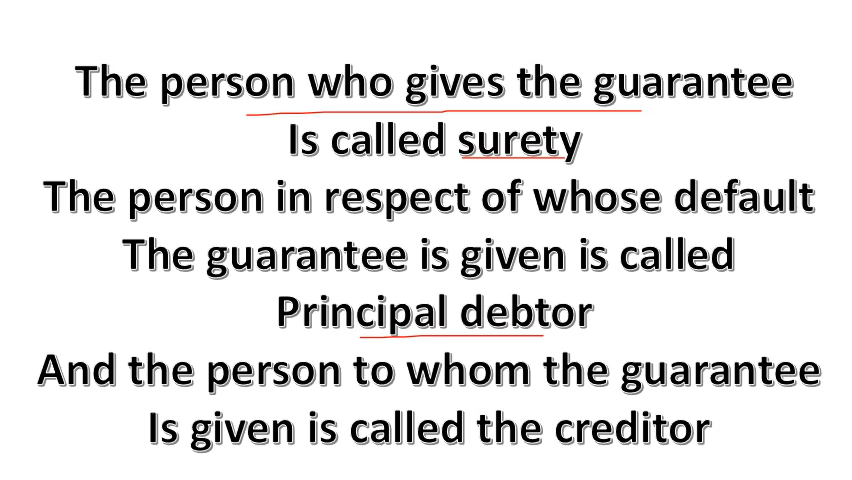 The person who gives the guarantee
Is called surety
The person in respect of whose default
The guarantee is given is called
Principal debtor
And the person to whom the guarantee
Is given is called the creditor